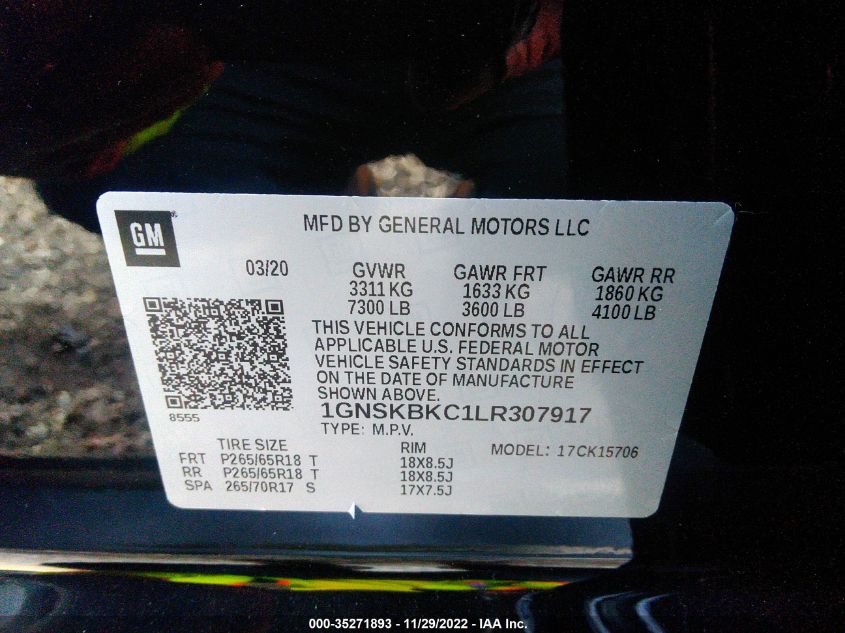 GM
MFD BY GENERAL MOTORS LLC
03/20 GVWR GAWR FRT GAWR RR
3311 KG 1633 KG 1860 KG
7300 LB 3600 LB 4100 LB
THIS VEHICLE CONFORMS TO ALL
APPLICABLE U.S. FEDERAL MOTOR
VEHICLE SAFETY STANDARDS IN EFFECT
ON THE DATE OF MANUFACTURE
SHOWN ABOVE.
8555
1GNSKBKC1LR307917
TYPE: M.P.V.
TIRE SIZE RIM MODEL: 17CK15706
FRT P265/65R18 T 18X8.5J
RR P265/65R18 T 18X8.5J
SPA 265/70R17 S 17X7.5J
000-35271893 - 11/29/2022 - IAA Inc.